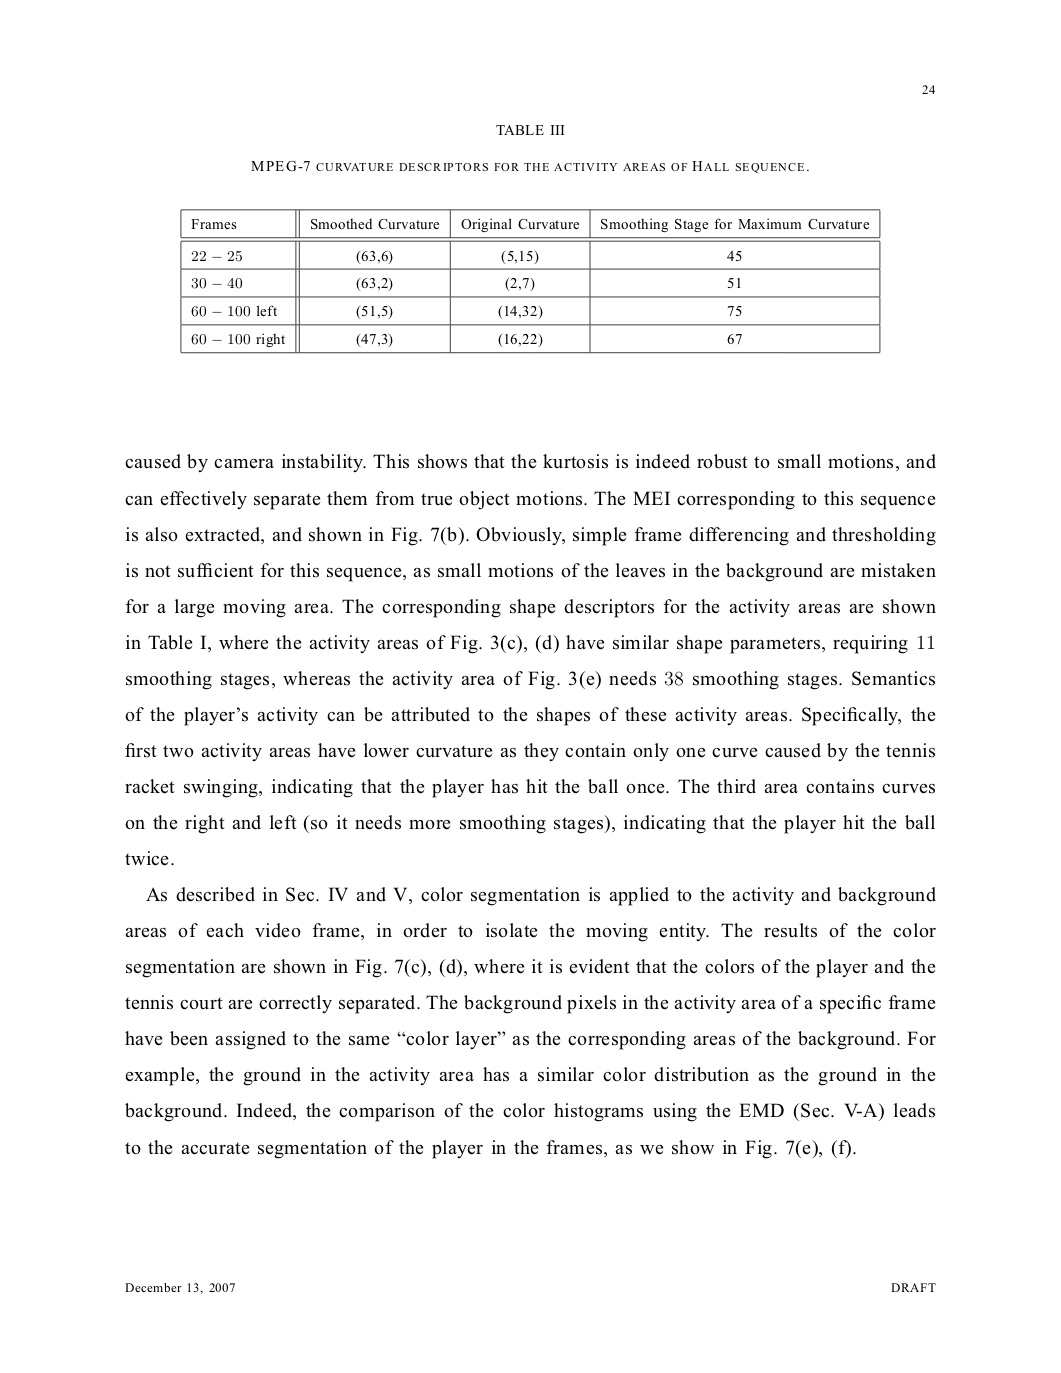 24
TABLE III
MPEG-7 CURVATURE DESCRIPTORS FOR THE ACTIVITY AREAS OF HALL SEQUENCE.
Frames Smoothed Curvature Original Curvature Smoothing Stage for Maximum Curvature
22 − 25 (63,6) (5,15) 45
30 − 40 (63,2) (2,7) 51
60 − 100 left (51,5) (14,32) 75
60 − 100 right (47,3) (16,22) 67
caused by camera instability. This shows that the kurtosis is indeed robust to small motions, and
can effectively separate them from true object motions. The MEI corresponding to this sequence
is also extracted, and shown in Fig. 7(b). Obviously, simple frame differencing and thresholding
is not sufficient for this sequence, as small motions of the leaves in the background are mistaken
for a large moving area. The corresponding shape descriptors for the activity areas are shown
in Table I, where the activity areas of Fig. 3(c), (d) have similar shape parameters, requiring 11
smoothing stages, whereas the activity area of Fig. 3(e) needs 38 smoothing stages. Semantics
of the player's activity can be attributed to the shapes of these activity areas. Specifically, the
first two activity areas have lower curvature as they contain only one curve caused by the tennis
racket swinging, indicating that the player has hit the ball once. The third area contains curves
on the right and left (so it needs more smoothing stages), indicating that the player hit the ball
twice.
As described in Sec. IV and V, color segmentation is applied to the activity and background
areas of each video frame, in order to isolate the moving entity. The results of the color
segmentation are shown in Fig. 7(c), (d), where it is evident that the colors of the player and the
tennis court are correctly separated. The background pixels in the activity area of a specific frame
have been assigned to the same “color layer” as the corresponding areas of the background. For
example, the ground in the activity area has a similar color distribution as the ground in the
background. Indeed, the comparison of the color histograms using the EMD (Sec. V-A) leads
to the accurate segmentation of the player in the frames, as we show in Fig. 7(e), (f).
December 13, 2007 DRAFT